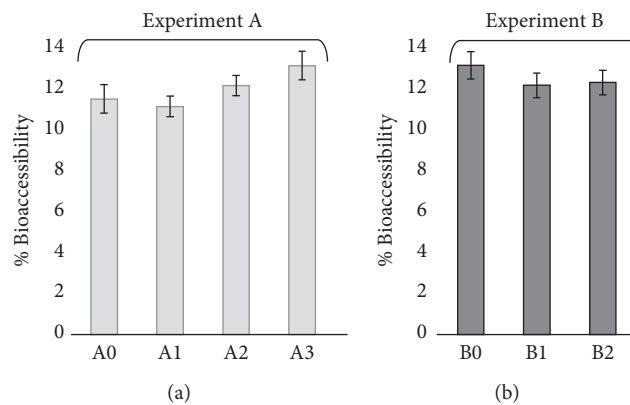 Experiment A
14
12
10
8
6
4
2
0
% Bioaccessibility
A0 A1 A2 A3
(a)
Experiment B
14
12
10
8
6
4
2
0
% Bioaccessibility
B0 B1 B2
(b)